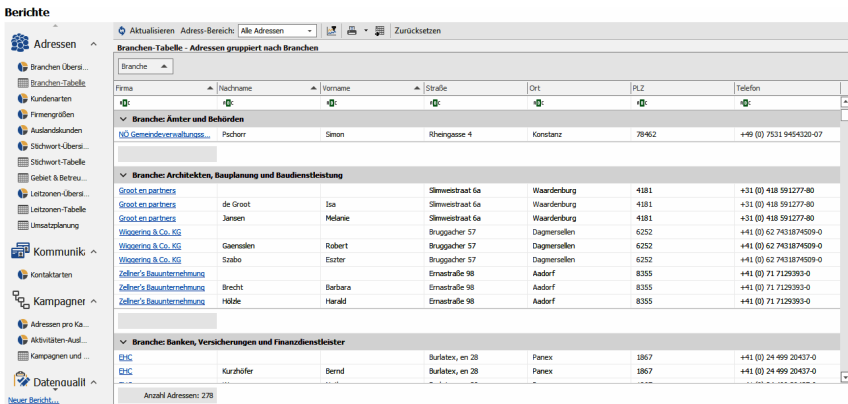 Berichte
Aktualisieren Adress-Bereich: Alle Adressen Zurücksetzen
Branchen-Tabelle - Adressen gruppiert nach Branchen
Branche
Adressen
Branchen Übersi...
Branchen-Tabelle
Kundenarten
Firmengrößen
Auslandskunden
Stichwort-Übersi...
Stichwort-Tabelle
Gebiet & Betreu...
Leitzonen-Übersi...
Leitzonen-Tabelle
Umsatzplanung
Kommunik
Kontaktarten
Kampagner
Adressen pro Ka...
Aktivitäten-Ausl...
Kampagnen und ...
Datenqualit
Neuer Bericht...
Firma Nachname Vorname Straße Ort PLZ Telefon
Branche: Ämter und Behörden
NÖ Gemeindeverwaltungss... Pschorr Simon Rheingasse 4 Konstanz 78462 +49 (0) 7531 9454320-07
Branche: Architekten, Bauplanung und Baudienstleistung
Groot en partners Slimweistraat 6a Waardenburg 4181 +31 (0) 418 591277-80
Groot en partners de Groot Isa Slimweistraat 6a Waardenburg 4181 +31 (0) 418 591277-80
Groot en partners Jansen Melanie Slimweistraat 6a Waardenburg 4181 +31 (0) 418 591277-80
Wiggering & Co. KG Bruggacher 57 Dagmersellen 6252 +41 (0) 62 7431874509-0
Wiggering & Co. KG Gaensslen Robert Bruggacher 57 Dagmersellen 6252 +41 (0) 62 7431874509-0
Wiggering & Co. KG Szabo Eszter Bruggacher 57 Dagmersellen 6252 +41 (0) 62 7431874509-0
Zellner's Bauunternehmung Ernastraße 98 Aadorf 8355 +41 (0) 71 7129393-0
Zellner's Bauunternehmung Brecht Barbara Ernastraße 98 Aadorf 8355 +41 (0) 71 7129393-0
Zellner's Bauunternehmung Hölzle Harald Ernastraße 98 Aadorf 8355 +41 (0) 71 7129393-0
Branche: Banken, Versicherungen und Finanzdienstleister
EHC Burlatex, en 28 Panex 1867 +41 (0) 24 499 20437-0
EHC Kurzhöfer Bernd Burlatex, en 28 Panex 1867 +41 (0) 24 499 20437-0
Anzahl Adressen: 278